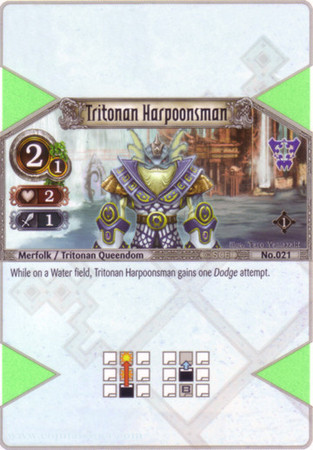 Tritonan Harpoonsman
2
1
2
1
1
Merfolk / Tritonan Queendom
No.021
While on a Water field, Tritonan Harpoonsman gains one Dodge attempt.
B